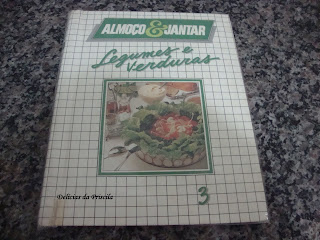 ALMOÇO & JANTAR
Legumes e
Verduras
Delícias da Priscila
3